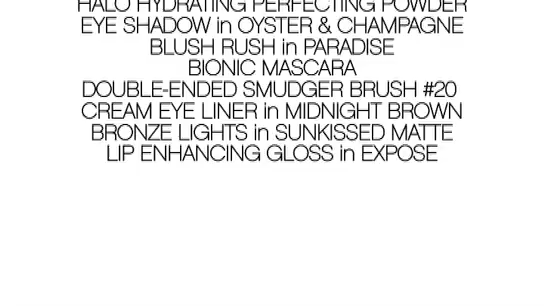 HALO HYDRATING PERFECTING POWDER
EYE SHADOW in OYSTER & CHAMPAGNE
BLUSH RUSH in PARADISE
BIONIC MASCARA
DOUBLE-ENDED SMUDGER BRUSH #20
CREAM EYE LINER in MIDNIGHT BROWN
BRONZE LIGHTS in SUNKISSED MATTE
LIP ENHANCING GLOSS in EXPOSE